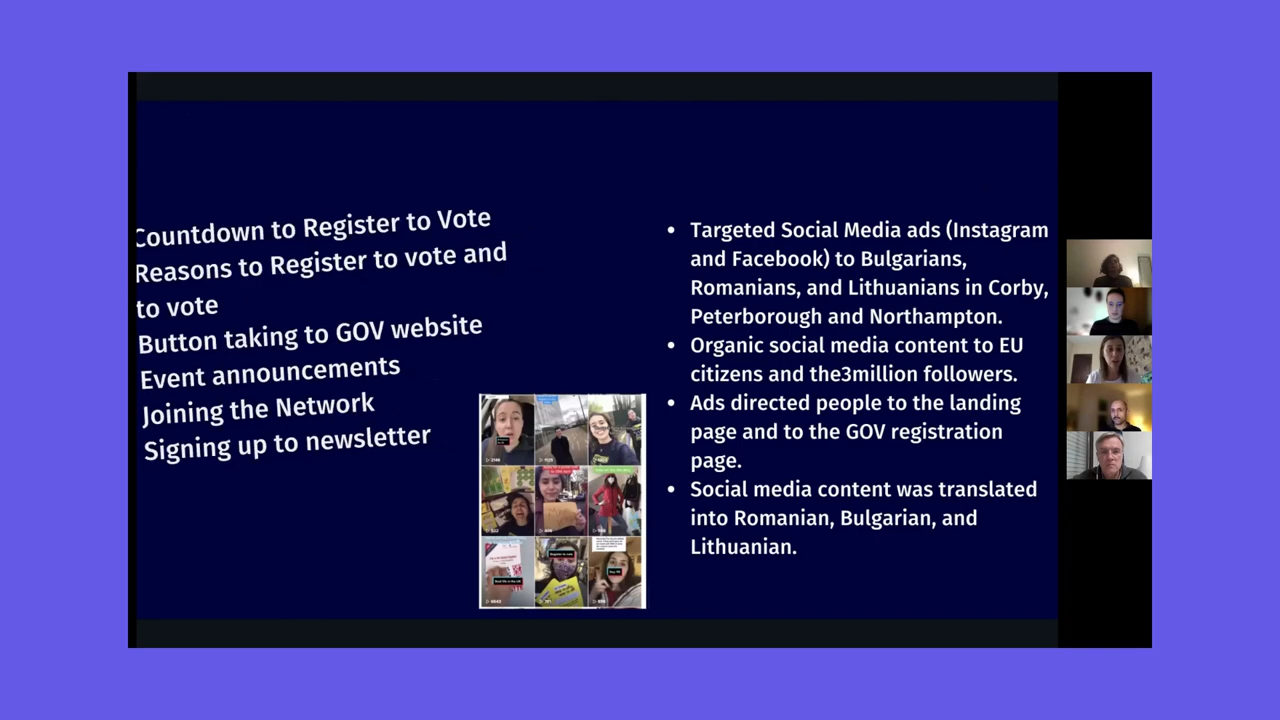 Countdown to Register to Vote
Reasons to Register to vote and
to vote
Button taking to GOV website
Event announcements
Joining the Network
Signing up to newsletter
• Targeted Social Media ads (Instagram
and Facebook) to Bulgarians,
Romanians, and Lithuanians in Corby,
Peterborough and Northampton.
• Organic social media content to EU
citizens and the3million followers.
• Ads directed people to the landing
page and to the GOV registration
page.
• Social media content was translated
into Romanian, Bulgarian, and
Lithuanian.
Register to vote